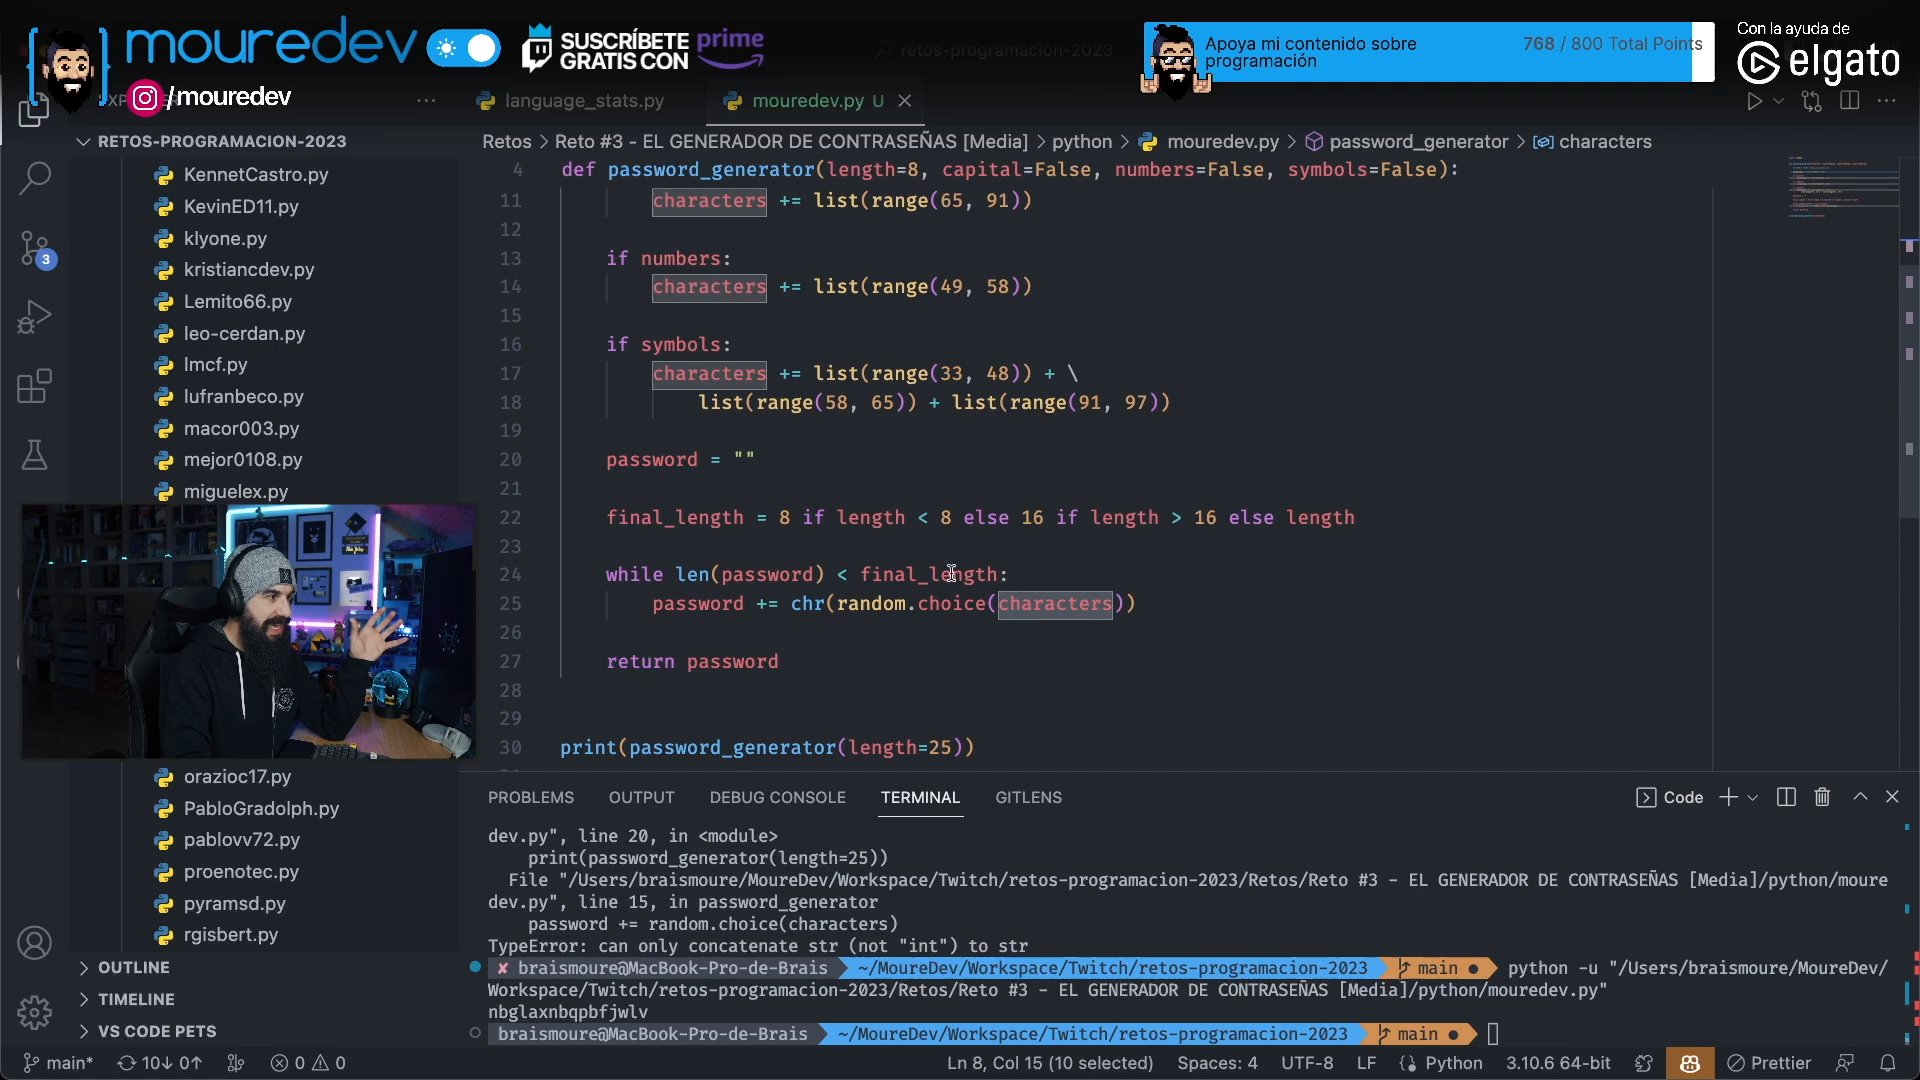 mouredev
SUSCRÍBETE
GRATIS CON
prime
retos-programacion-2023
Apoya mi contenido sobre
programación
768 / 800 Total Points
Con la ayuda de
elgato
/mouredev
language_stats.py
mouredev.py U
RETOS-PROGRAMACION-2023
Retos > Reto #3 - EL GENERADOR DE CONTRASEÑAS [Media] > python > mouredev.py > password_generator > characters
KennetCastro.py
KevinED11.py
klyone.py
kristiancdev.py
Lemito66.py
leo-cerdan.py
lmcf.py
lufranbeco.py
macor003.py
mejor0108.py
miguelex.py
orazioc17.py
PabloGradolph.py
pablovv72.py
proenotec.py
pyramsd.py
rgisbert.py
OUTLINE
TIMELINE
VS CODE PETS
3
4 def password_generator(length=8, capital=False, numbers=False, symbols=False):
11 characters += list(range(65, 91))
12
13 if numbers:
14 characters += list(range(49, 58))
15
16 if symbols:
17 characters += list(range(33, 48)) + \
18 list(range(58, 65)) + list(range(91, 97))
19
20 password = ""
21
22 final_length = 8 if length < 8 else 16 if length > 16 else length
23
24 while len(password) < final_length:
25 password += chr(random.choice(characters))
26
27 return password
28
29
30 print(password_generator(length=25))
PROBLEMS OUTPUT DEBUG CONSOLE TERMINAL GITLENS
Code
dev.py", line 20, in <module>
print(password_generator(length=25))
File "/Users/braismoure/MoureDev/Workspace/Twitch/retos-programacion-2023/Retos/Reto #3 - EL GENERADOR DE CONTRASEÑAS [Media]/python/moure
dev.py", line 15, in password_generator
password += random.choice(characters)
TypeError: can only concatenate str (not "int") to str
✘ braismoure@MacBook-Pro-de-Brais ~/MoureDev/Workspace/Twitch/retos-programacion-2023 main ● python -u "/Users/braismoure/MoureDev/
Workspace/Twitch/retos-programacion-2023/Retos/Reto #3 - EL GENERADOR DE CONTRASEÑAS [Media]/python/mouredev.py"
nbglaxnbqpbfjwlv
braismoure@MacBook-Pro-de-Brais ~/MoureDev/Workspace/Twitch/retos-programacion-2023 main ●
main* 10↓ 0↑ 0 0 Ln 8, Col 15 (10 selected) Spaces: 4 UTF-8 LF Python 3.10.6 64-bit Prettier